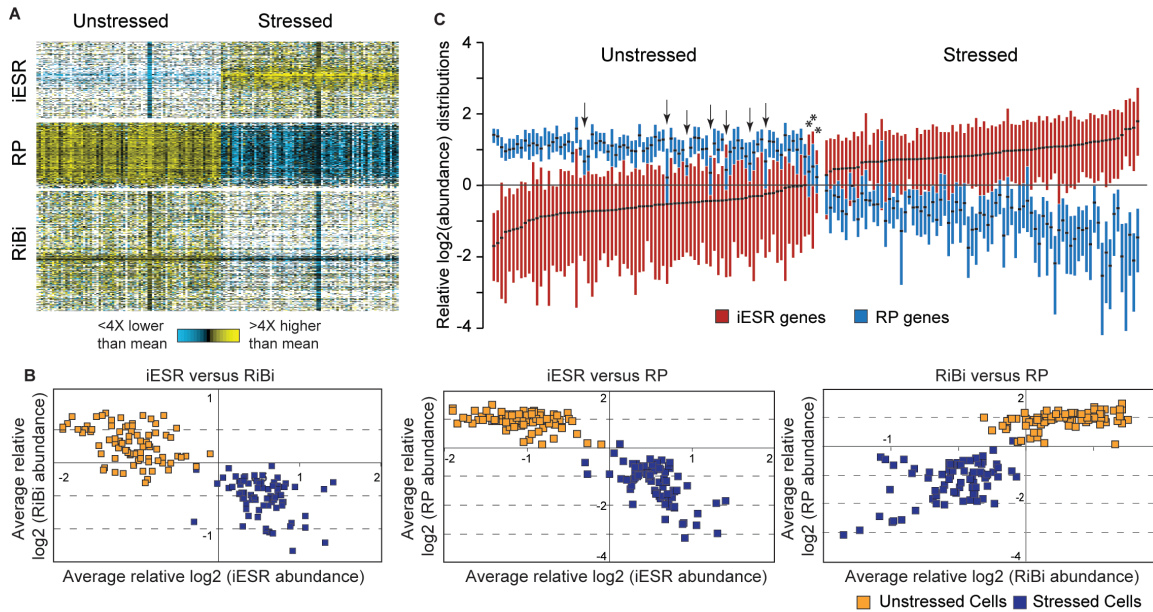 A
Unstressed Stressed
iESR
RP
RiBi
<4X lower
than mean
>4X higher
than mean
C
Relative log2(abundance) distributions
4
2
0
-2
-4
Unstressed
Stressed
* * *
iESR genes
RP genes
B
iESR versus RiBi
Average relative
log2 (RiBi abundance)
1
-2
2
-1
Average relative log2 (iESR abundance)
iESR versus RP
Average relative
log2 (RP abundance)
2
-2 -1 0 1 2
-2
-4
Average relative log2 (iESR abundance)
RiBi versus RP
Average relative
log2 (RP abundance)
2
-1
-2
-4
Average relative log2 (RiBi abundance)
Unstressed Cells
Stressed Cells